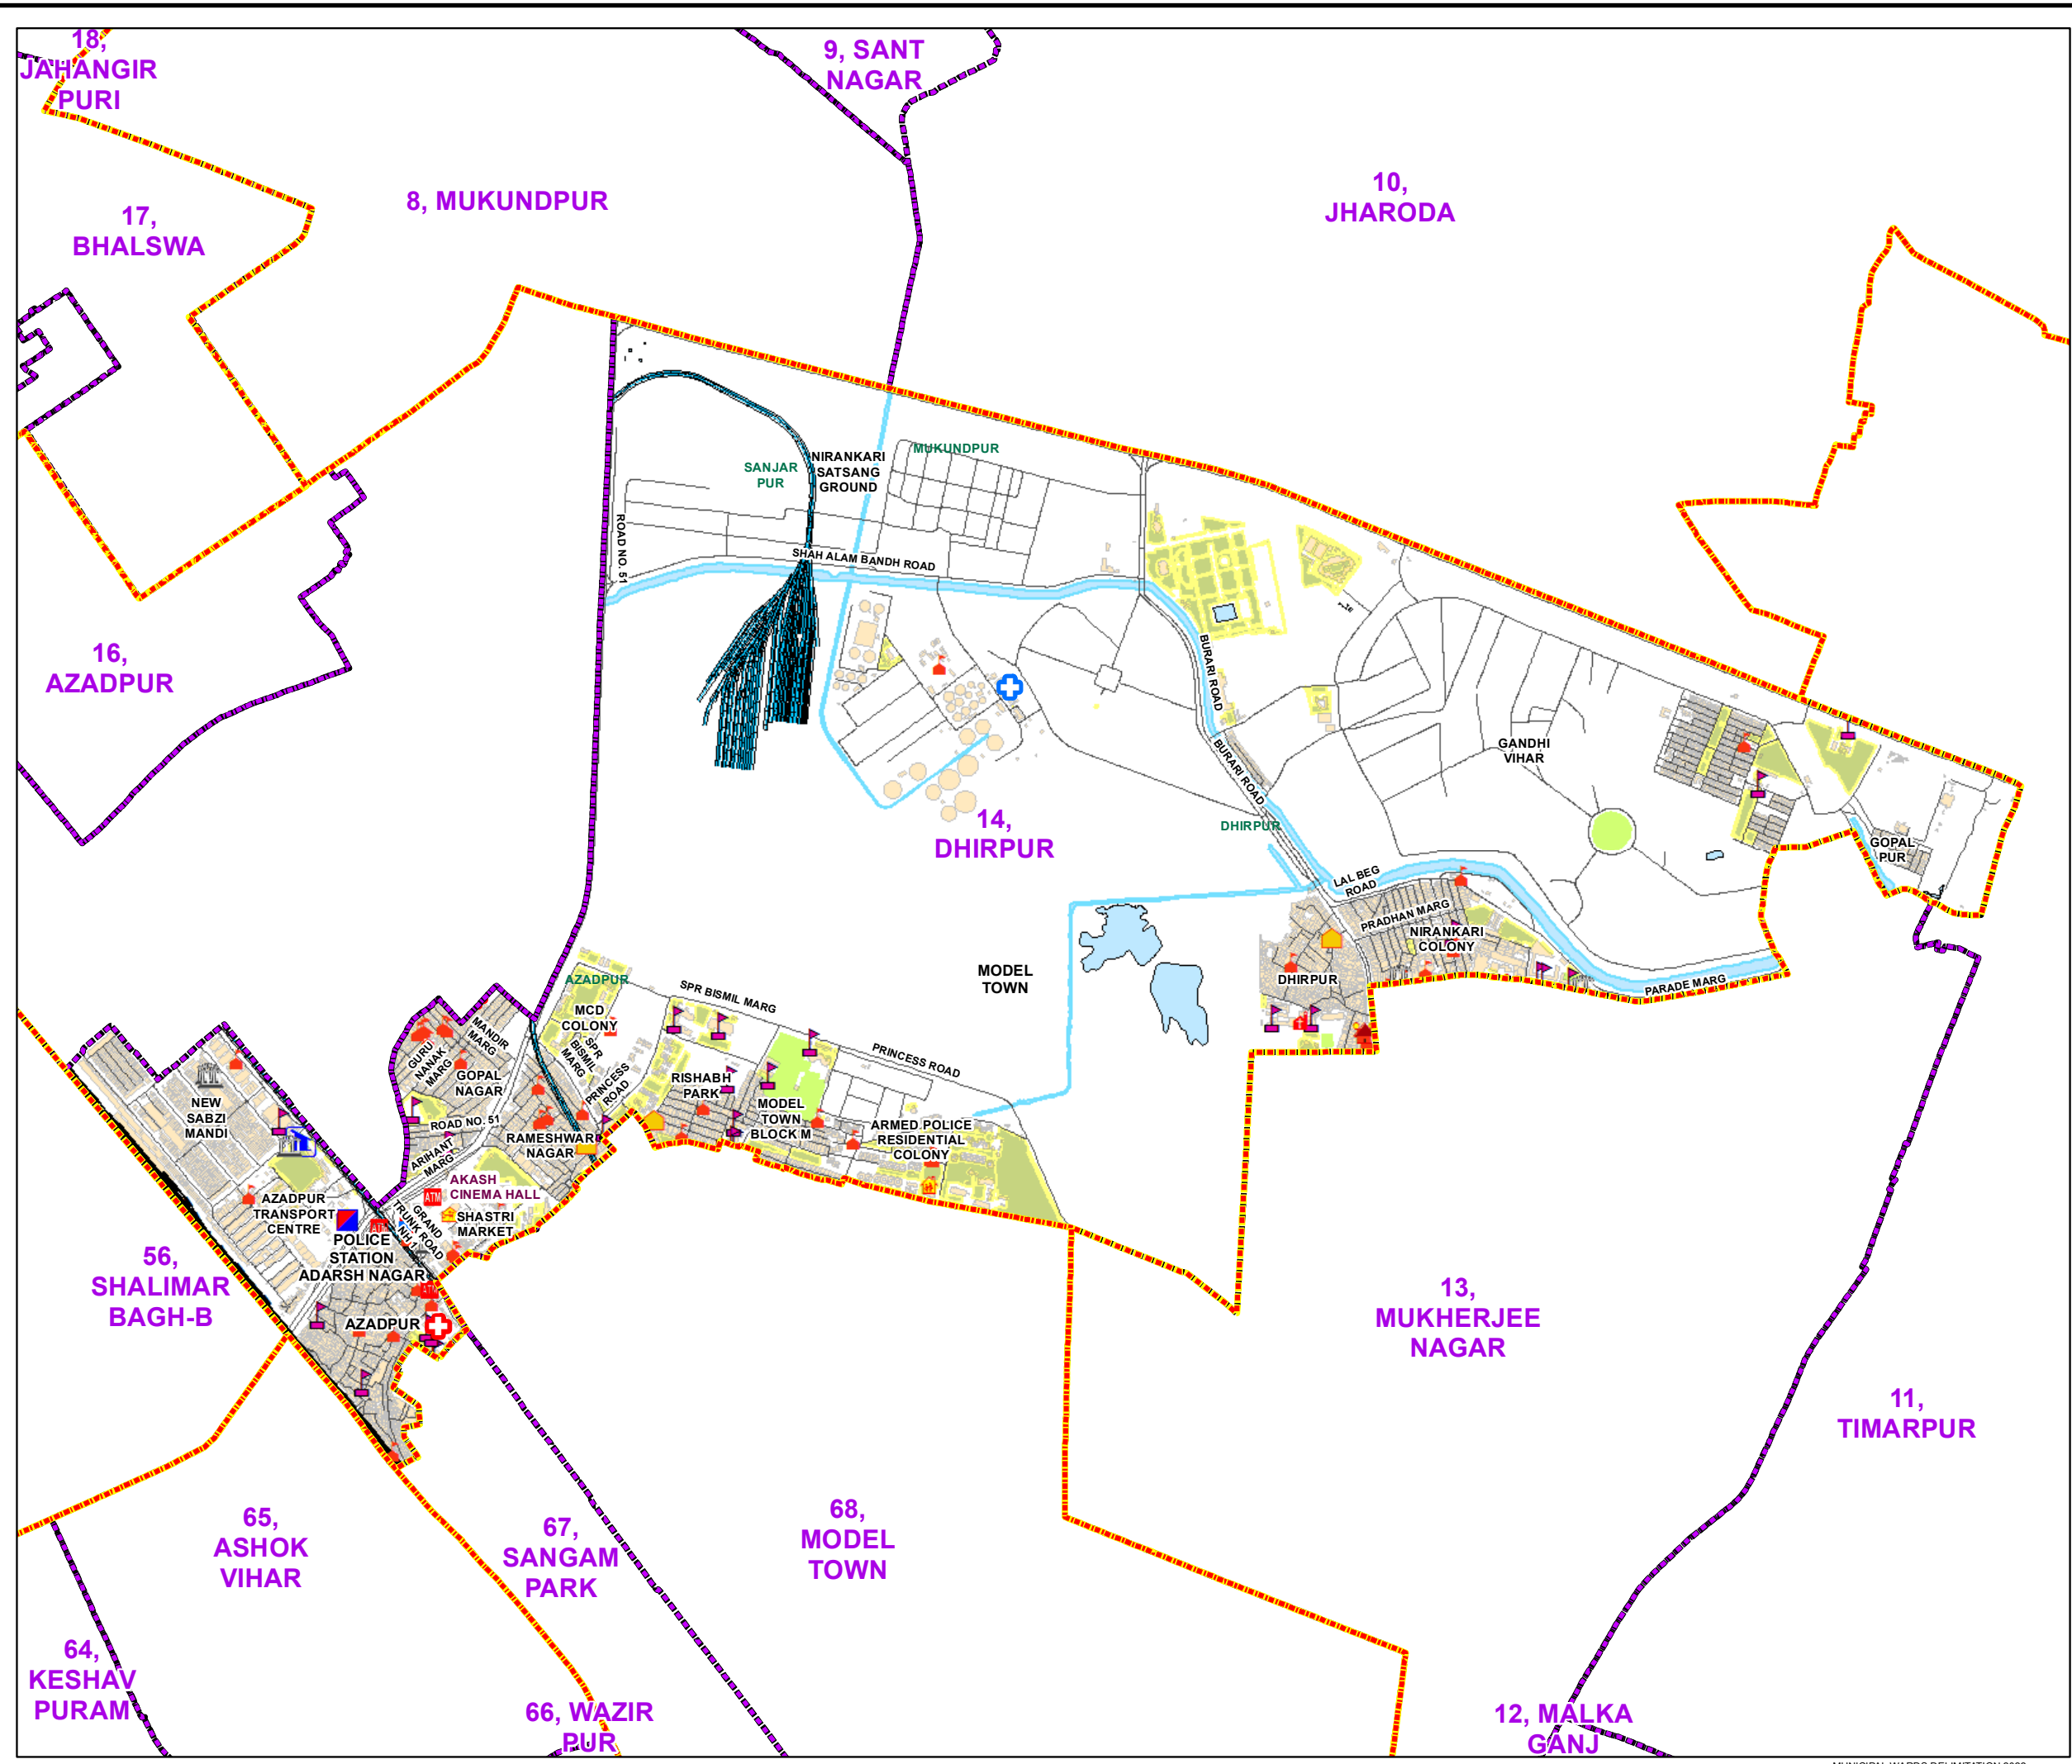 18,
JAHANGIR
PURI
9, SANT
NAGAR
10,
JHARODA
8, MUKUNDPUR
17,
BHALSWA
16,
AZADPUR
SANJAR
PUR
NIRANKARI
SATSANG
GROUND
MUKUNDPUR
ROAD NO. 51
SHAH ALAM BANDH ROAD
BURARI ROAD
BURARI ROAD
GANDHI
VIHAR
14,
DHIRPUR
DHIRPUR
GOPAL
PUR
LAL BEG
ROAD
PRADHAN MARG
NIRANKARI
COLONY
DHIRPUR
PARADE MARG
MODEL
TOWN
AZADPUR
MCD
COLONY
SPR BISMIL MARG
SPR
BISMIL
MARG
PRINCESS
ROAD
PRINCESS ROAD
MANDIR
MARG
GURU
NANAK
MARG
GOPAL
NAGAR
ROAD NO. 51
ARIHANT
MARG
RAMESHWAR
NAGAR
RISHABH
PARK
MODEL
TOWN
BLOCK M
ARMED POLICE
RESIDENTIAL
COLONY
NEW
SABZI
MANDI
AZADPUR
TRANSPORT
CENTRE
AKASH
CINEMA HALL
ATM
ATM
GRAND
TRUNK ROAD
NH 1
SHASTRI
MARKET
POLICE
STATION
ADARSH NAGAR
ATM
AZADPUR
56,
SHALIMAR
BAGH-B
13,
MUKHERJEE
NAGAR
11,
TIMARPUR
65,
ASHOK
VIHAR
67,
SANGAM
PARK
68,
MODEL
TOWN
64,
KESHAV
PURAM
66, WAZIR
PUR
12, MALKA
GANJ